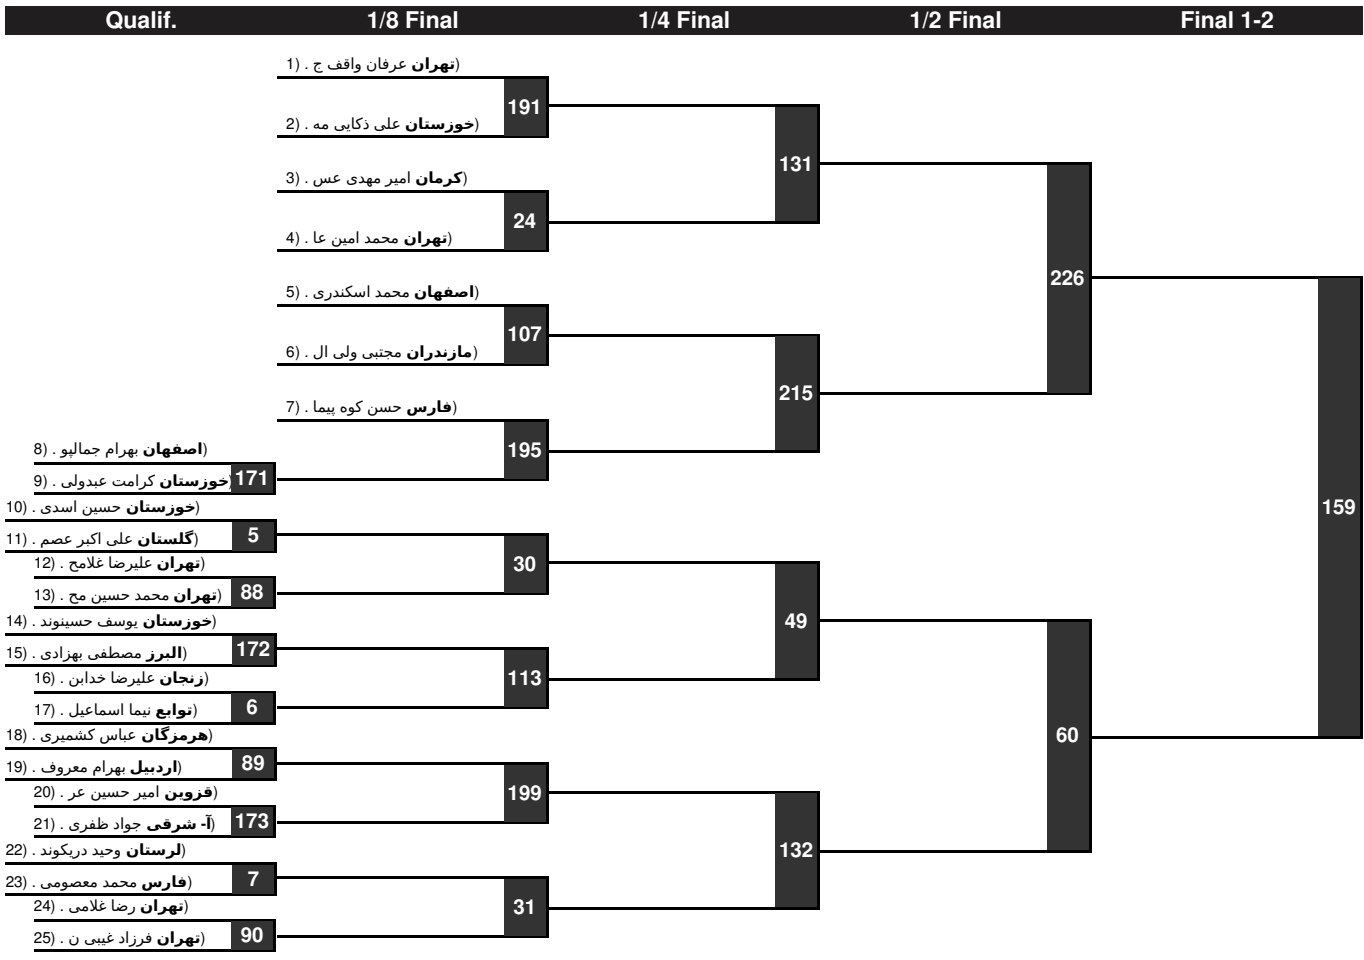 Qualif. 1/8 Final 1/4 Final 1/2 Final Final 1-2
1) . عرفان واقف ج تهران)
191
2) . علی ذکایی مه خوزستان)
131
3) . امیر مهدی عس کرمان)
24
4) . محمد امین عا تهران)
226
5) . محمد اسکندری اصفهان)
107
6) . مجتبی ولی ال مازندران)
215
7) . حسن کوه پیما فارس)
195
8) . بهرام جمالپو اصفهان)
171
9) . کرامت عبدولی خوزستان)
10) . حسین اسدی خوزستان)
159
5
11) . علی اکبر عصم گلستان)
12) . علیرضا غلامح تهران)
30
88
13) . محمد حسین مح تهران)
14) . یوسف حسینوند خوزستان)
49
172
15) . مصطفی بهزادی البرز)
16) . علیرضا خدابن زنجان)
113
6
17) . نیما اسماعیل توابع)
18) . عباس کشمیری هرمزگان)
60
89
19) . بهرام معروف اردبیل)
20) . امیر حسین عر قزوین)
199
173
21) . جواد ظفری آ- شرقی)
22) . وحید دریکوند لرستان)
132
7
23) . محمد معصومی فارس)
24) . رضا غلامی تهران)
31
90
25) . فرزاد غیبی ن تهران)